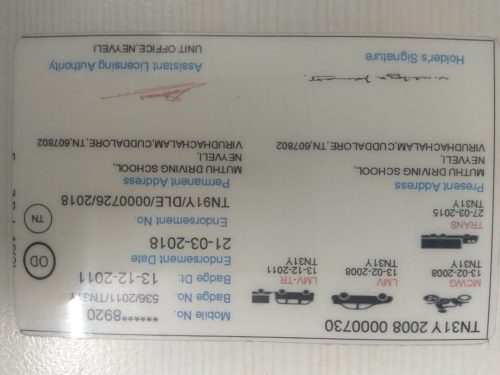 TN31Y 2008 0000730
MCWG
13-02-2008
TN31Y
LMV
13-02-2008
TN31Y
LMV-TR
13-12-2011
TN31Y
TRANS
27-03-2015
TN31Y
Mobile No. ******8920
Badge No. 536/2011/TN31Y
Badge Dt. 13-12-2011
Endorsement Date
21-03-2018
Endorsement No.
TN91Y/DLE/0000726/2018
OD
TN
Present Address
MUTHU DRIVING SCHOOL,
NEYVELI,
VIRUDHACHALAM,CUDDALORE,TN,607802
Permanent Address
MUTHU DRIVING SCHOOL,
NEYVELI,
VIRUDHACHALAM,CUDDALORE,TN,607802
Holder's Signature
Assistant Licensing Authority
UNIT OFFICE,NEYVELI